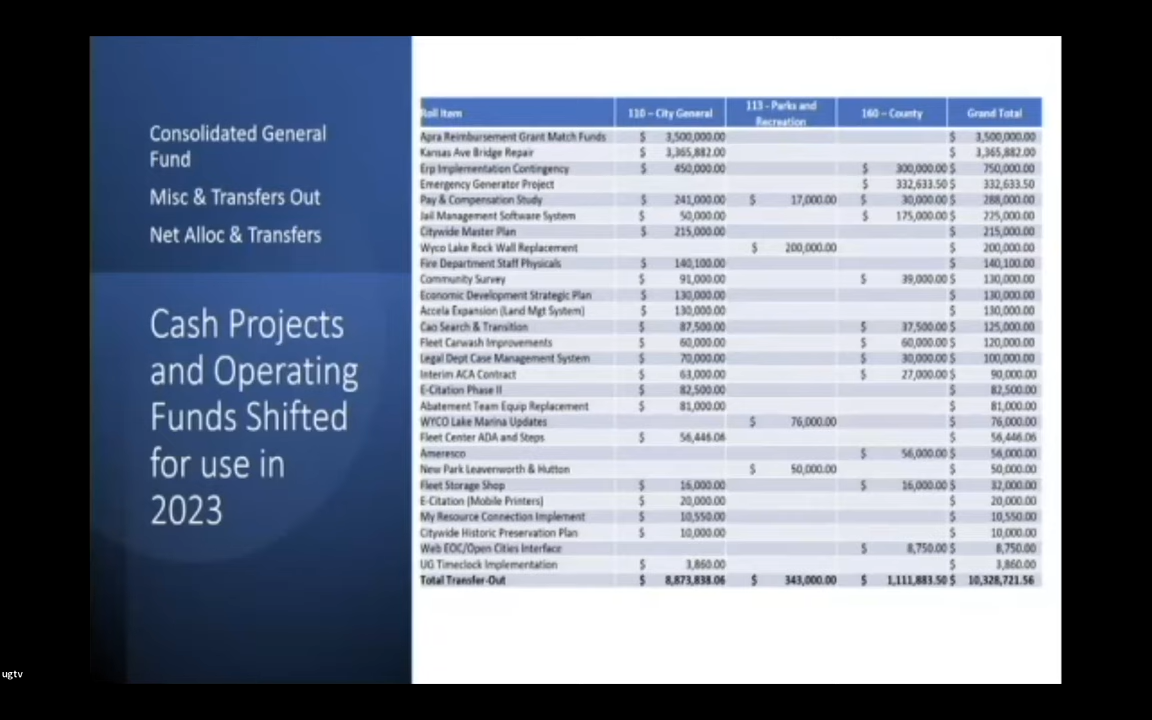 Consolidated General
Fund
Misc & Transfers Out
Net Alloc & Transfers
Cash Projects
and Operating
Funds Shifted
for use in
2023
Roll Item 110 – City General 113 - Parks and Recreation 160 – County Grand Total
Apra Reimbursement Grant Match Funds $ 3,500,000.00 $ 3,500,000.00
Kansas Ave Bridge Repair $ 3,365,882.00 $ 3,365,882.00
Erp Implementation Contingency $ 450,000.00 $ 300,000.00 $ 750,000.00
Emergency Generator Project $ 332,633.50 $ 332,633.50
Pay & Compensation Study $ 241,000.00 $ 17,000.00 $ 30,000.00 $ 288,000.00
Jail Management Software System $ 50,000.00 $ 175,000.00 $ 225,000.00
Citywide Master Plan $ 215,000.00 $ 215,000.00
Wyco Lake Rock Wall Replacement $ 200,000.00 $ 200,000.00
Fire Department Staff Physicals $ 140,100.00 $ 140,100.00
Community Survey $ 91,000.00 $ 39,000.00 $ 130,000.00
Economic Development Strategic Plan $ 130,000.00 $ 130,000.00
Accela Expansion (Land Mgt System) $ 130,000.00 $ 130,000.00
Cao Search & Transition $ 87,500.00 $ 37,500.00 $ 125,000.00
Fleet Carwash Improvements $ 60,000.00 $ 60,000.00 $ 120,000.00
Legal Dept Case Management System $ 70,000.00 $ 30,000.00 $ 100,000.00
Interim ACA Contract $ 63,000.00 $ 27,000.00 $ 90,000.00
E-Citation Phase II $ 82,500.00 $ 82,500.00
Abatement Team Equip Replacement $ 81,000.00 $ 81,000.00
WYCO Lake Marina Updates $ 76,000.00 $ 76,000.00
Fleet Center ADA and Steps $ 56,446.06 $ 56,446.06
Ameresco $ 56,000.00 $ 56,000.00
New Park Leavenworth & Hutton $ 50,000.00 $ 50,000.00
Fleet Storage Shop $ 16,000.00 $ 16,000.00 $ 32,000.00
E-Citation (Mobile Printers) $ 20,000.00 $ 20,000.00
My Resource Connection Implement $ 10,550.00 $ 10,550.00
Citywide Historic Preservation Plan $ 10,000.00 $ 10,000.00
Web EOC/Open Cities Interface $ 8,750.00 $ 8,750.00
UG Timeclock Implementation $ 3,860.00 $ 3,860.00
Total Transfer-Out $ 8,873,838.06 $ 343,000.00 $ 1,111,883.50 $ 10,328,721.56
ugtv